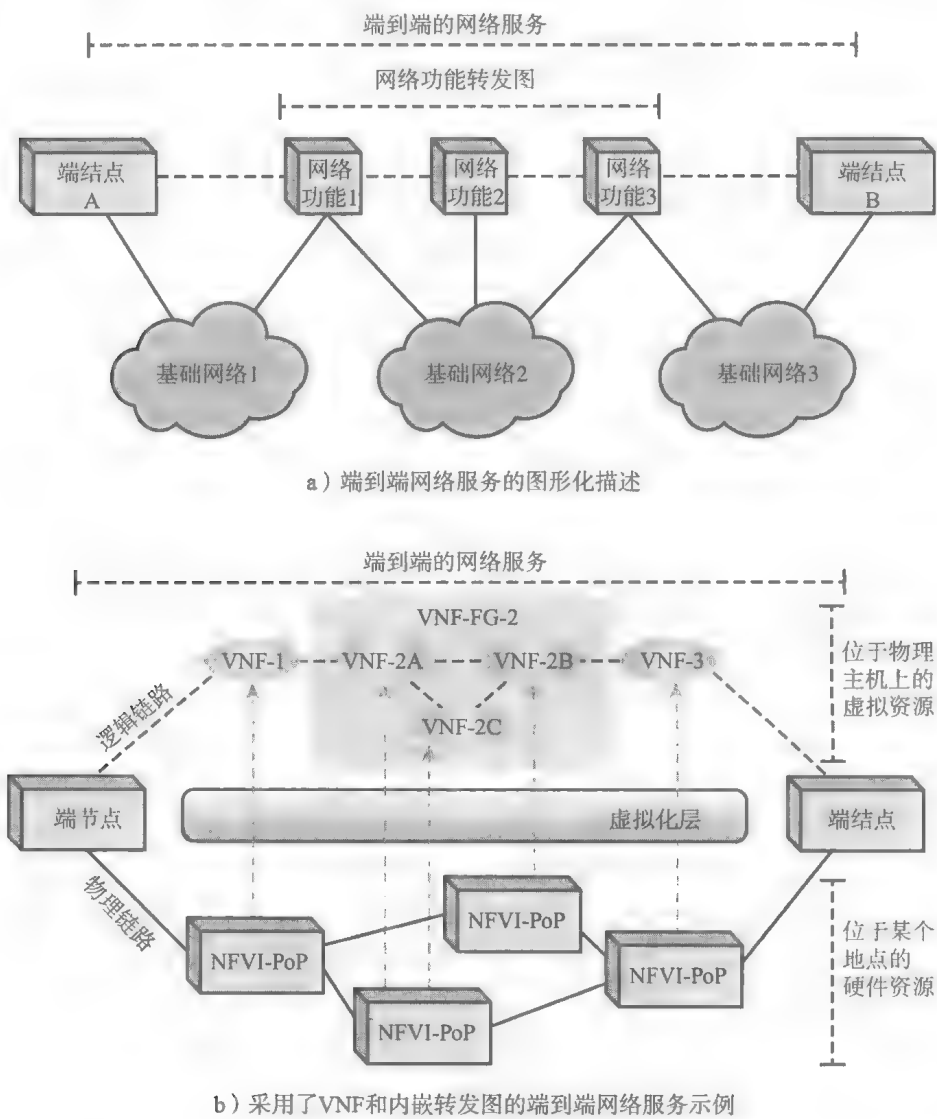 端到端的网络服务
网络功能转发图
端结点
A
网络
功能1
网络
功能2
网络
功能3
端结点
B
基础网络1
基础网络2
基础网络3
a）端到端网络服务的图形化描述
端到端的网络服务
VNF-FG-2
VNF-1
VNF-2A
VNF-2B
VNF-3
VNF-2C
位于物理
主机上的
虚拟资源
逻辑链路
端节点
虚拟化层
端结点
物理链路
NFVI-PoP
NFVI-PoP
NFVI-PoP
NFVI-PoP
位于某个
地点的
硬件资源
b）采用了VNF和内嵌转发图的端到端网络服务示例